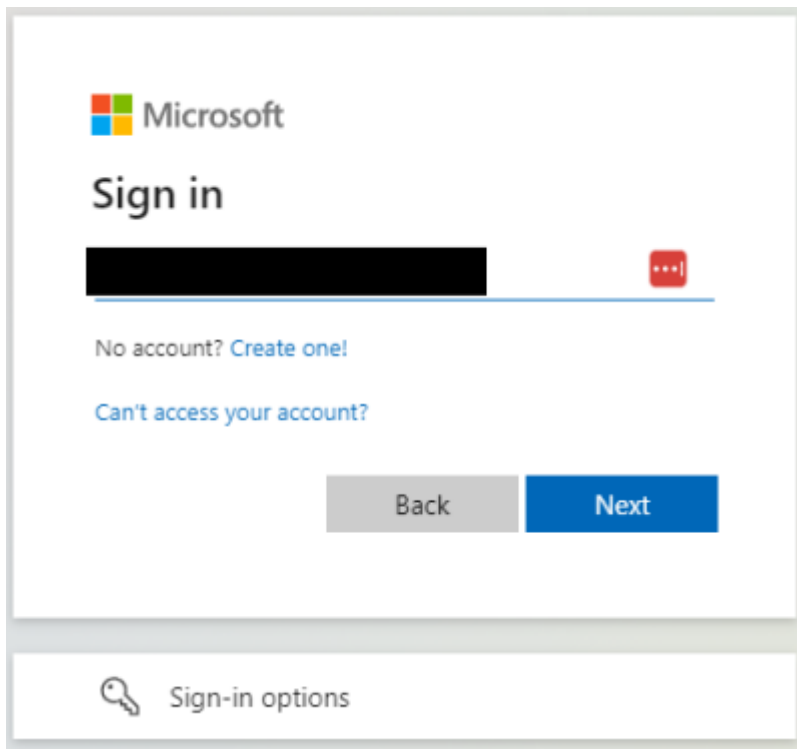 Microsoft
Sign in
No account? Create one!
Can't access your account?
Back
Next
Sign-in options